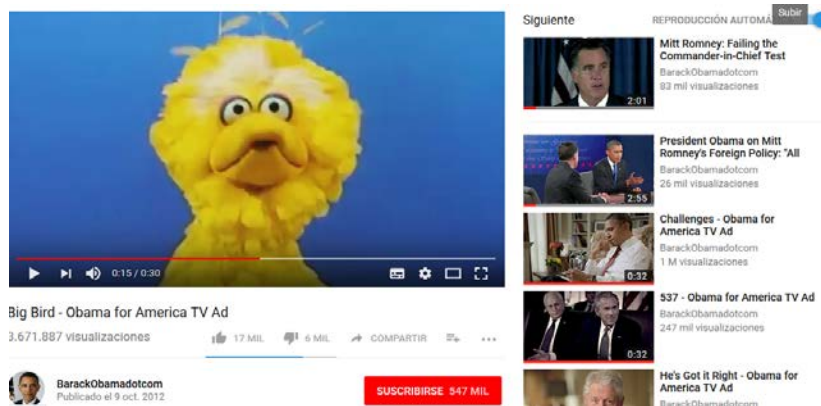 Siguiente
REPRODUCCIÓN AUTOMÁ
Subir
Mitt Romney: Failing the
Commander-in-Chief Test
BarackObamadotcom
83 mil visualizaciones
2:01
President Obama on Mitt
Romney's Foreign Policy: "All
BarackObamadotcom
26 mil visualizaciones
2:55
Challenges - Obama for
America TV Ad
BarackObamadotcom
1 M visualizaciones
0:32
537 - Obama for America TV Ad
BarackObamadotcom
247 mil visualizaciones
0:32
He's Got it Right - Obama for
America TV Ad
BarackObamadotcom
0:15 / 0:30
Big Bird - Obama for America TV Ad
3.671.887 visualizaciones
17 MIL
6 MIL
COMPARTIR
BarackObamadotcom
Publicado el 9 oct. 2012
SUSCRIBIRSE 547 MIL